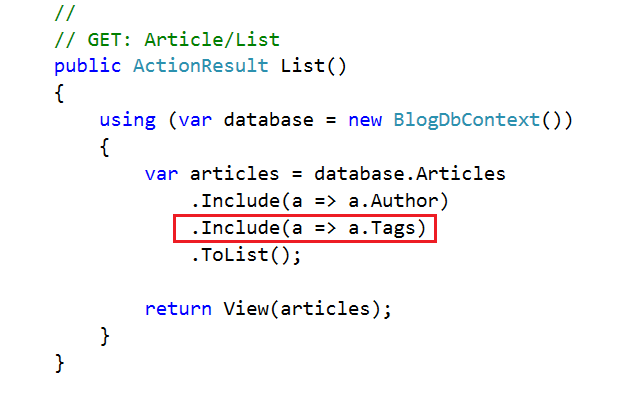 //
// GET: Article/List
public ActionResult List()
{
    using (var database = new BlogDbContext())
    {
        var articles = database.Articles
            .Include(a => a.Author)
            .Include(a => a.Tags)
            .ToList();

        return View(articles);
    }
}